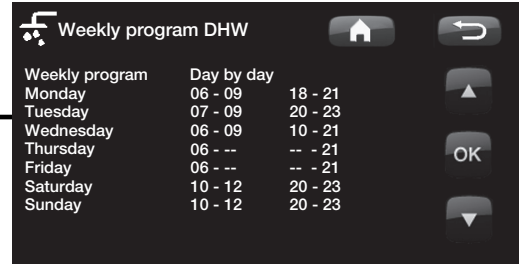 Weekly program DHW
Weekly program Day by day
Monday 06 - 09 18 - 21
Tuesday 07 - 09 20 - 23
Wednesday 06 - 09 10 - 21
Thursday 06 - -- -- - 21
Friday 06 - -- -- - 21
Saturday 10 - 12 20 - 23
Sunday 10 - 12 20 - 23
OK